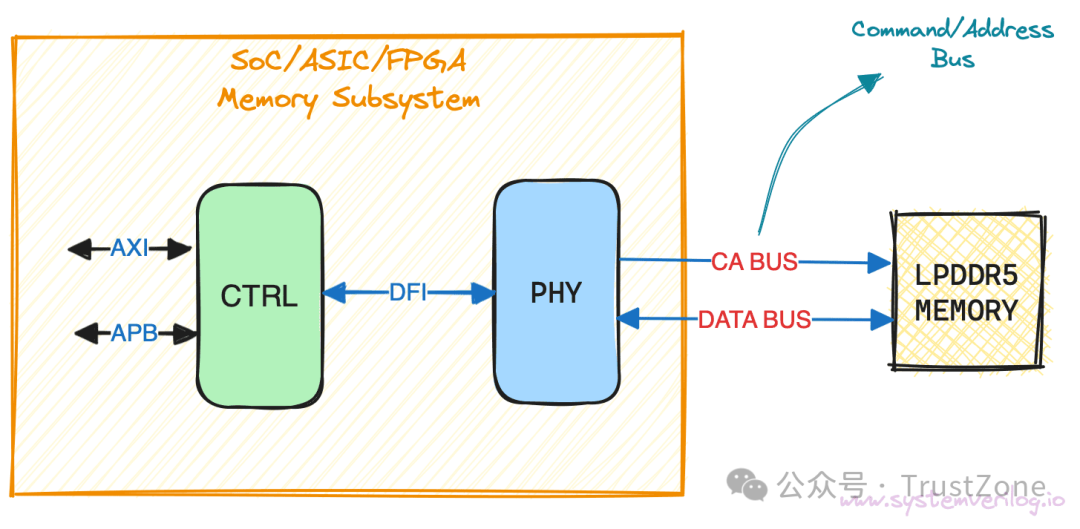 SoC/ASIC/FPGA
Memory Subsystem
Command/Address
Bus
AXI
APB
CTRL
DFI
PHY
CA BUS
DATA BUS
LPDDR5
MEMORY
公众号 · TrustZone
www.systemverilog.io